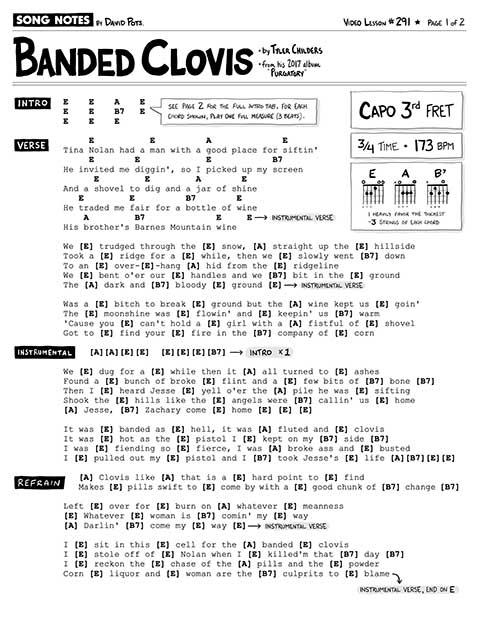 SONG NOTES BY DAVID POTS. VIDEO LESSON #291 ★ PAGE 1 OF 2
BANDED CLOVIS • BY TYLER CHILDERS
• FROM HIS 2017 ALBUM "PURGATORY"
INTRO E E A E
E E B7 E
E E E
SEE PAGE 2 FOR THE FULL INTRO TAB. FOR EACH CHORD SHOWN, PLAY ONE FULL MEASURE (3 BEATS).
CAPO 3rd FRET
3/4 TIME • 173 BPM
E A B7
I HEAVILY FAVOR THE THICKEST
~3 STRINGS OF EACH CHORD
VERSE
E E A E
Tina Nolan had a man with a good place for siftin'
E E E B7
He invited me diggin', so I picked up my screen
E E A E
And a shovel to dig and a jar of shine
E E B7 E
He traded me fair for a bottle of wine
A B7 E E → INSTRUMENTAL VERSE
His brother's Barnes Mountain wine
We [E] trudged through the [E] snow, [A] straight up the [E] hillside
Took a [E] ridge for a [E] while, then we [E] slowly went [B7] down
To an [E] over-[E]-hang [A] hid from the [E] ridgeline
We [E] bent o'er our [E] handles and we [B7] bit in the [E] ground
The [A] dark and [B7] bloody [E] ground [E] → INSTRUMENTAL VERSE
Was a [E] bitch to break [E] ground but the [A] wine kept us [E] goin'
The [E] moonshine was [E] flowin' and [E] keepin' us [B7] warm
'Cause you [E] can't hold a [E] girl with a [A] fistful of [E] shovel
Got to [E] find your [E] fire in the [B7] company of [E] corn
INSTRUMENTAL [A][A][E][E] [E][E][E][B7] → INTRO x1
We [E] dug for a [E] while then it [A] all turned to [E] ashes
Found a [E] bunch of broke [E] flint and a [E] few bits of [B7] bone [B7]
Then I [E] heard Jesse [E] yell o'er the [A] pile he was [E] sifting
Shook the [E] hills like the [E] angels were [B7] callin' us [E] home
[A] Jesse, [B7] Zachary come [E] home [E] [E] [E]
It was [E] banded as [E] hell, it was [A] fluted and [E] clovis
It was [E] hot as the [E] pistol I [E] kept on my [B7] side [B7]
I was [E] fiending so [E] fierce, I was [A] broke ass and [E] busted
I [E] pulled out my [E] pistol and I [B7] took Jesse's [E] life [A][B7][E][E]
REFRAIN [A] Clovis like [A] that is a [E] hard point to [E] find
Makes [E] pills swift to [E] come by with a [E] good chunk of [B7] change [B7]
Left [E] over for [E] burn on [A] whatever [E] meanness
[E] Whatever [E] woman is [B7] comin' my [E] way
[A] Darlin' [B7] come my [E] way [E] → INSTRUMENTAL VERSE
I [E] sit in this [E] cell for the [A] banded [E] clovis
I [E] stole off of [E] Nolan when I [E] killed'm that [B7] day [B7]
I [E] reckon the [E] chase of the [A] pills and the [E] powder
Corn [E] liquor and [E] woman are the [B7] culprits to [E] blame
INSTRUMENTAL VERSE, END ON E